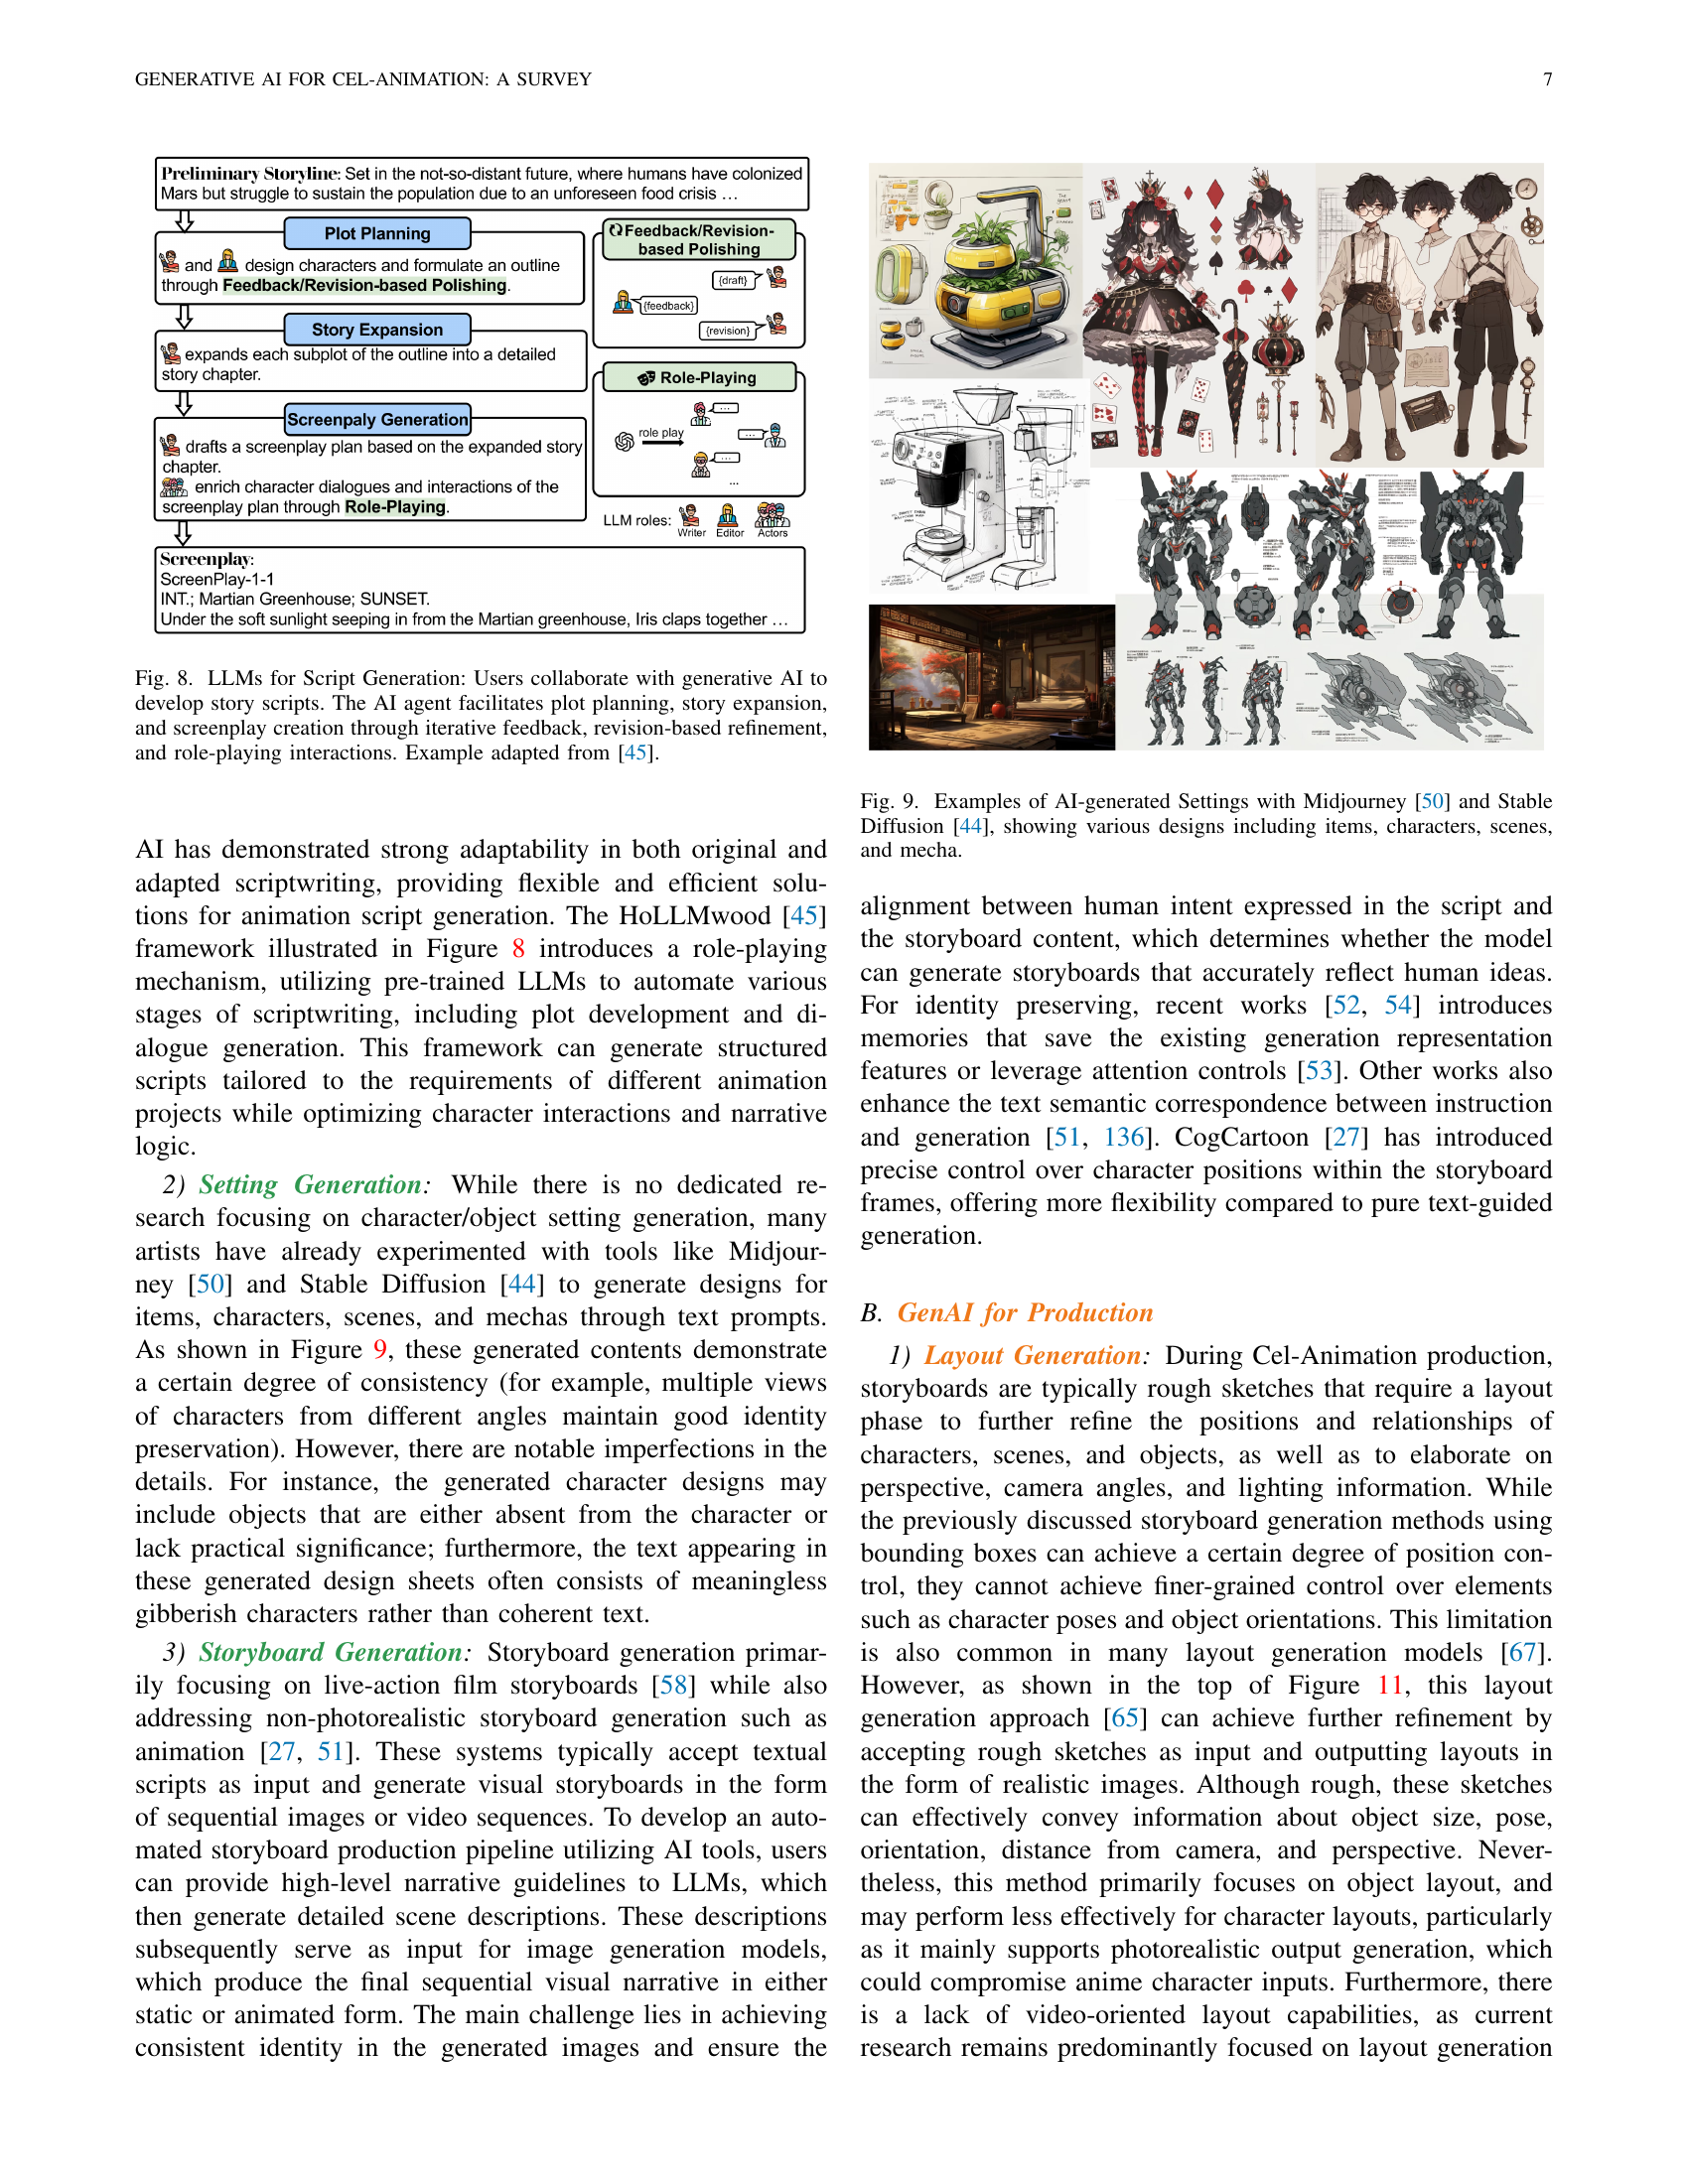 GENERATIVE AI FOR CEL-ANIMATION: A SURVEY
7
Preliminary Storyline: Set in the not-so-distant future, where humans have colonized
Mars but struggle to sustain the population due to an unforeseen food crisis …
Plot Planning
and design characters and formulate an outline
through Feedback/Revision-based Polishing.
Story Expansion
expands each subplot of the outline into a detailed
story chapter.
Screenpaly Generation
drafts a screenplay plan based on the expanded story
chapter.
enrich character dialogues and interactions of the
screenplay plan through Role-Playing.
Feedback/Revision-
based Polishing
{draft}
{feedback}
{revision}
Role-Playing
role play
...
...
...
...
LLM roles:
Writer Editor Actors
Screenplay:
ScreenPlay-1-1
INT.; Martian Greenhouse; SUNSET.
Under the soft sunlight seeping in from the Martian greenhouse, Iris claps together …
Fig. 8. LLMs for Script Generation: Users collaborate with generative AI to
develop story scripts. The AI agent facilitates plot planning, story expansion,
and screenplay creation through iterative feedback, revision-based refinement,
and role-playing interactions. Example adapted from [45].
AI has demonstrated strong adaptability in both original and
adapted scriptwriting, providing flexible and efficient solu-
tions for animation script generation. The HoLLMwood [45]
framework illustrated in Figure 8 introduces a role-playing
mechanism, utilizing pre-trained LLMs to automate various
stages of scriptwriting, including plot development and di-
alogue generation. This framework can generate structured
scripts tailored to the requirements of different animation
projects while optimizing character interactions and narrative
logic.
2) Setting Generation: While there is no dedicated re-
search focusing on character/object setting generation, many
artists have already experimented with tools like Midjour-
ney [50] and Stable Diffusion [44] to generate designs for
items, characters, scenes, and mechas through text prompts.
As shown in Figure 9, these generated contents demonstrate
a certain degree of consistency (for example, multiple views
of characters from different angles maintain good identity
preservation). However, there are notable imperfections in the
details. For instance, the generated character designs may
include objects that are either absent from the character or
lack practical significance; furthermore, the text appearing in
these generated design sheets often consists of meaningless
gibberish characters rather than coherent text.
3) Storyboard Generation: Storyboard generation primar-
ily focusing on live-action film storyboards [58] while also
addressing non-photorealistic storyboard generation such as
animation [27, 51]. These systems typically accept textual
scripts as input and generate visual storyboards in the form
of sequential images or video sequences. To develop an auto-
mated storyboard production pipeline utilizing AI tools, users
can provide high-level narrative guidelines to LLMs, which
then generate detailed scene descriptions. These descriptions
subsequently serve as input for image generation models,
which produce the final sequential visual narrative in either
static or animated form. The main challenge lies in achieving
consistent identity in the generated images and ensure the
Fig. 9. Examples of AI-generated Settings with Midjourney [50] and Stable
Diffusion [44], showing various designs including items, characters, scenes,
and mecha.
alignment between human intent expressed in the script and
the storyboard content, which determines whether the model
can generate storyboards that accurately reflect human ideas.
For identity preserving, recent works [52, 54] introduces
memories that save the existing generation representation
features or leverage attention controls [53]. Other works also
enhance the text semantic correspondence between instruction
and generation [51, 136]. CogCartoon [27] has introduced
precise control over character positions within the storyboard
frames, offering more flexibility compared to pure text-guided
generation.
B. GenAI for Production
1) Layout Generation: During Cel-Animation production,
storyboards are typically rough sketches that require a layout
phase to further refine the positions and relationships of
characters, scenes, and objects, as well as to elaborate on
perspective, camera angles, and lighting information. While
the previously discussed storyboard generation methods using
bounding boxes can achieve a certain degree of position con-
trol, they cannot achieve finer-grained control over elements
such as character poses and object orientations. This limitation
is also common in many layout generation models [67].
However, as shown in the top of Figure 11, this layout
generation approach [65] can achieve further refinement by
accepting rough sketches as input and outputting layouts in
the form of realistic images. Although rough, these sketches
can effectively convey information about object size, pose,
orientation, distance from camera, and perspective. Never-
theless, this method primarily focuses on object layout, and
may perform less effectively for character layouts, particularly
as it mainly supports photorealistic output generation, which
could compromise anime character inputs. Furthermore, there
is a lack of video-oriented layout capabilities, as current
research remains predominantly focused on layout generation